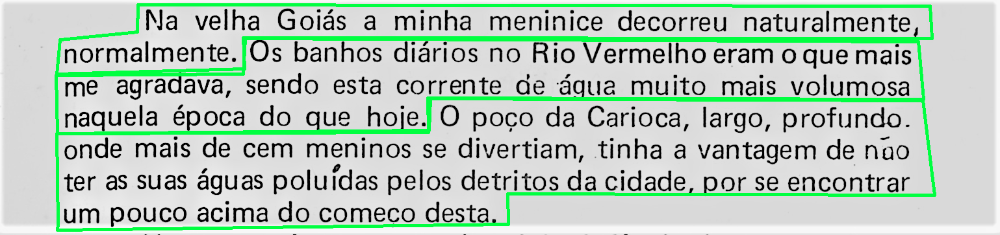 Na velha Goiás a minha meninice decorreu naturalmente,
normalmente. Os banhos diários no Rio Vermelho eram o que mais
me agradava, sendo esta corrente de água muito mais volumosa
naquela época do que hoje. O poço da Carioca, largo, profundo.
onde mais de cem meninos se divertiam, tinha a vantagem de não
ter as suas águas poluídas pelos detritos da cidade, por se encontrar
um pouco acima do começo desta.